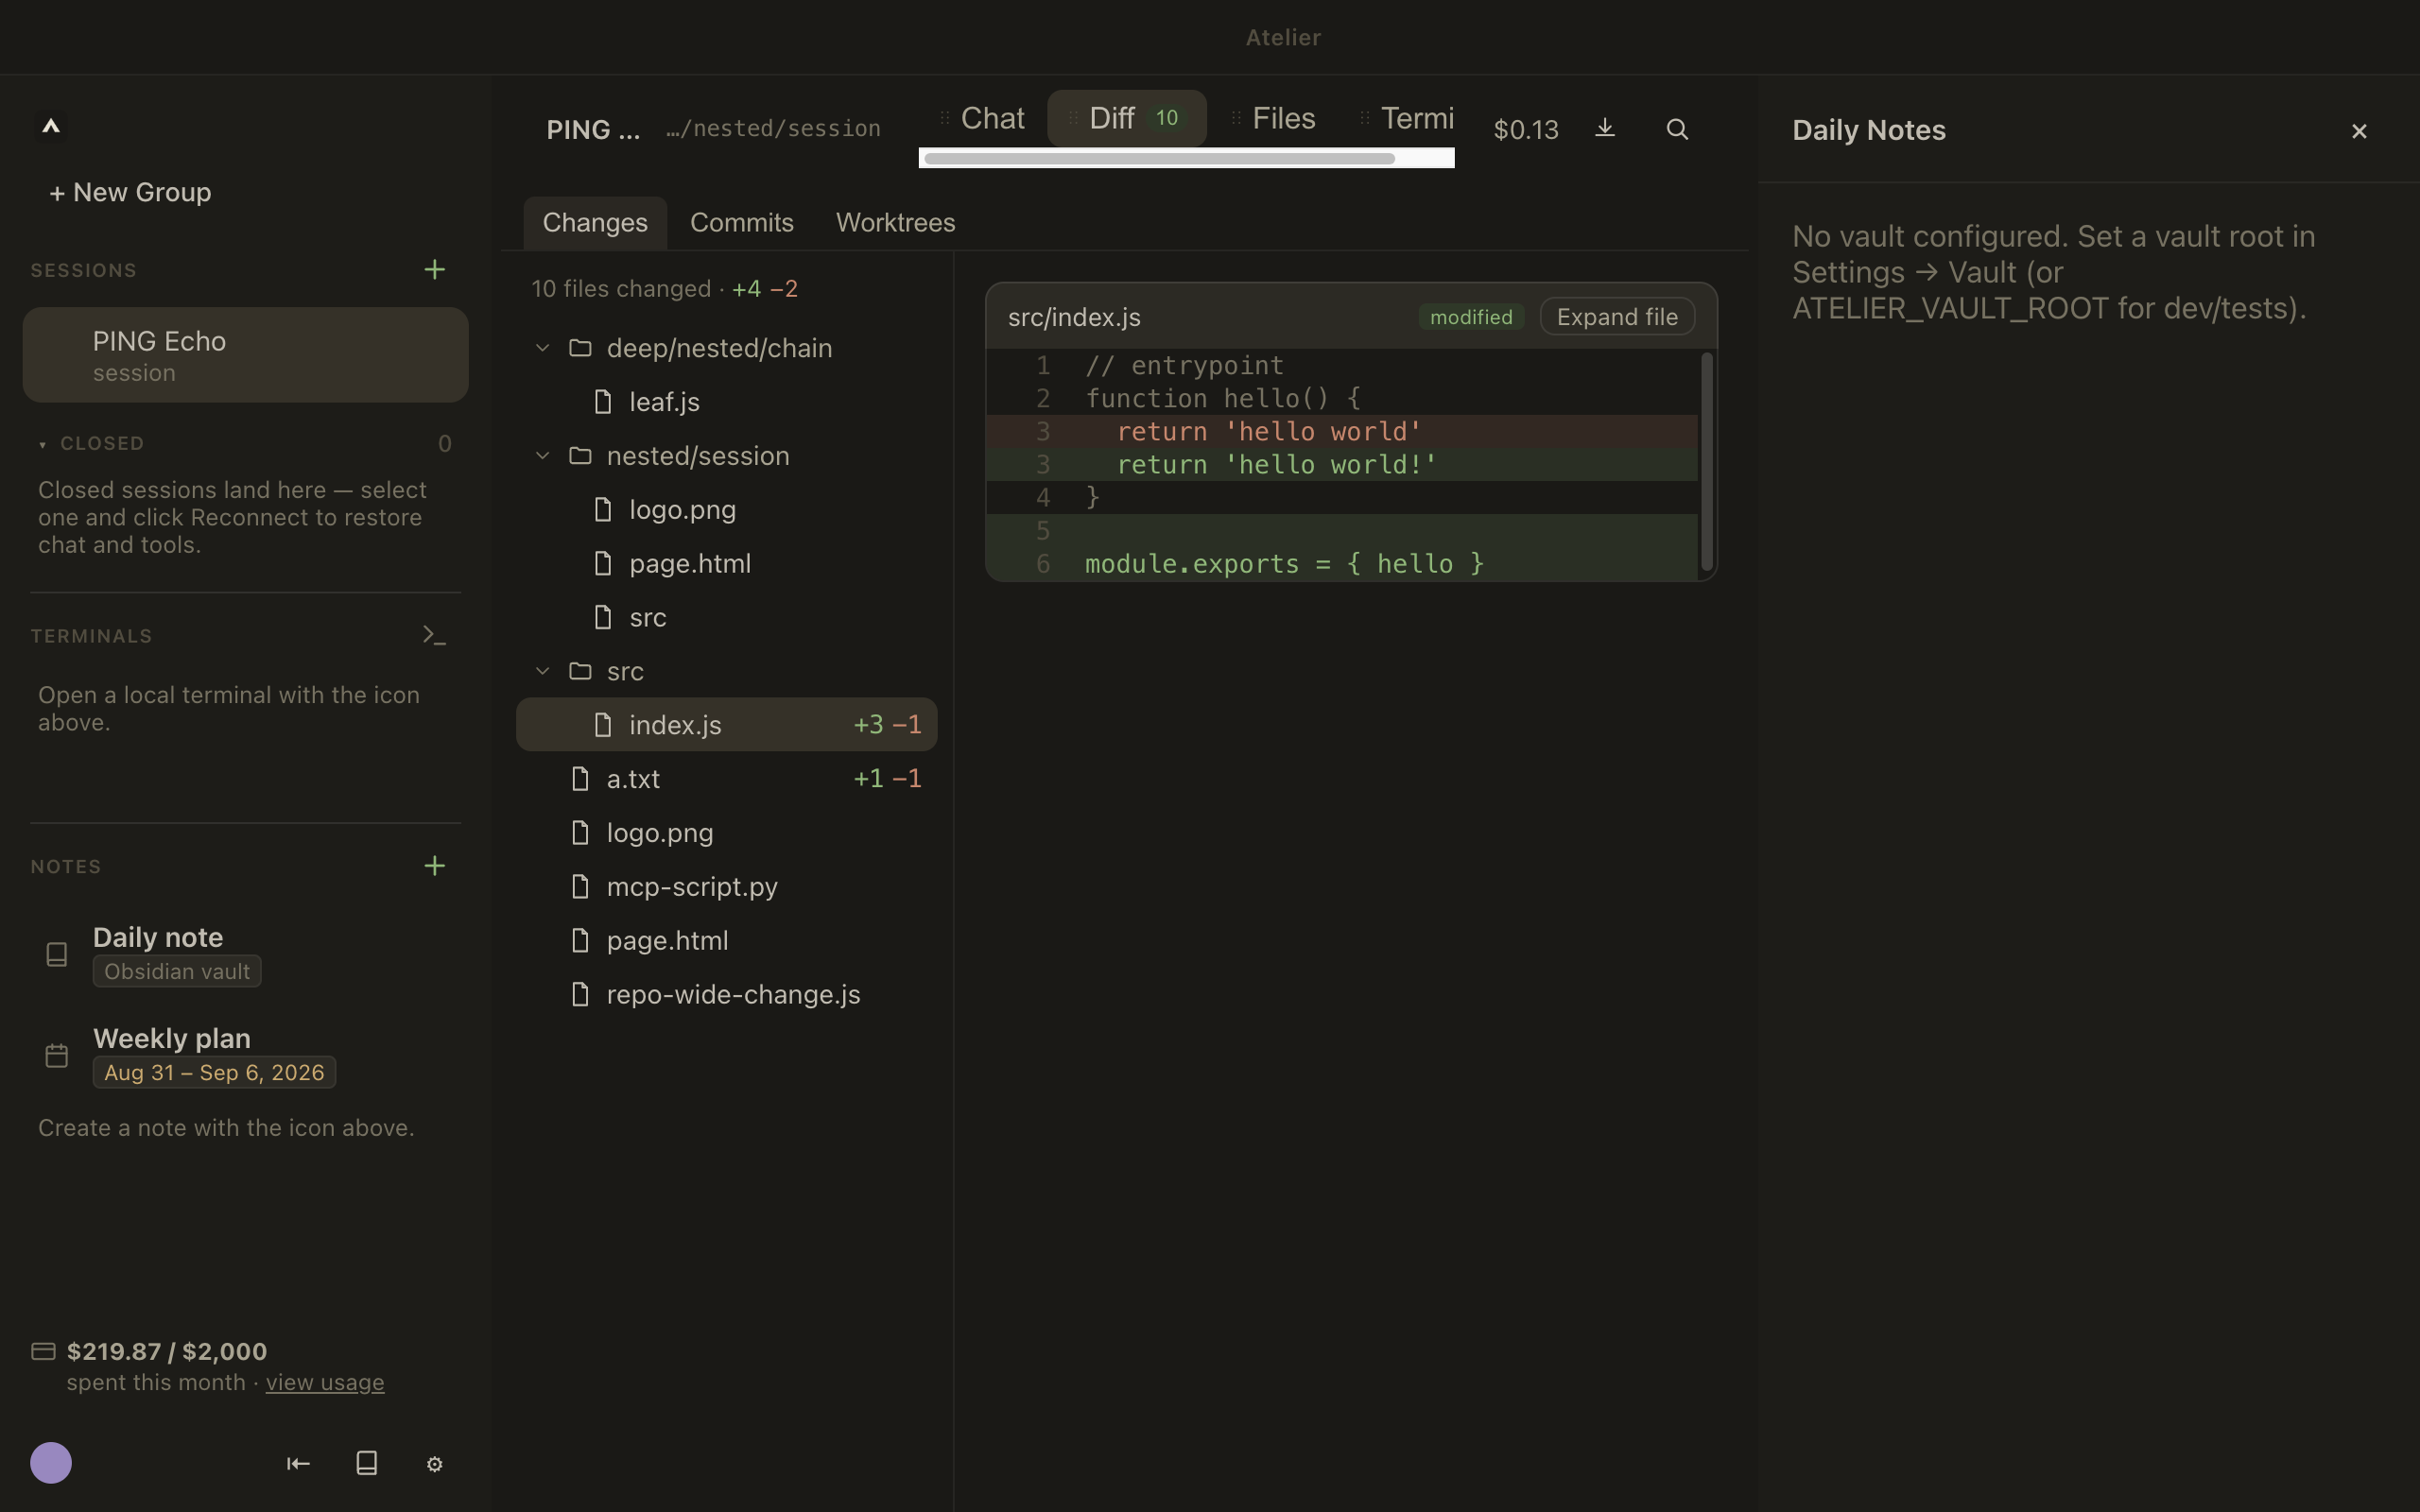 Atelier
+ New Group
SESSIONS
PING Echo
session
CLOSED 0
Closed sessions land here — select
one and click Reconnect to restore
chat and tools.
TERMINALS
Open a local terminal with the icon
above.
NOTES
Daily note
Obsidian vault
Weekly plan
Aug 31 – Sep 6, 2026
Create a note with the icon above.
$219.87 / $2,000
spent this month · view usage
PING ... …/nested/session
Chat Diff 10 Files Termi
$0.13
Changes Commits Worktrees
10 files changed · +4 −2
deep/nested/chain
leaf.js
nested/session
logo.png
page.html
src
src
index.js +3 −1
a.txt +1 −1
logo.png
mcp-script.py
page.html
repo-wide-change.js
src/index.js modified Expand file
1 // entrypoint
2 function hello() {
3 return 'hello world'
3 return 'hello world!'
4 }
5
6 module.exports = { hello }
Daily Notes
No vault configured. Set a vault root in
Settings → Vault (or
ATELIER_VAULT_ROOT for dev/tests).